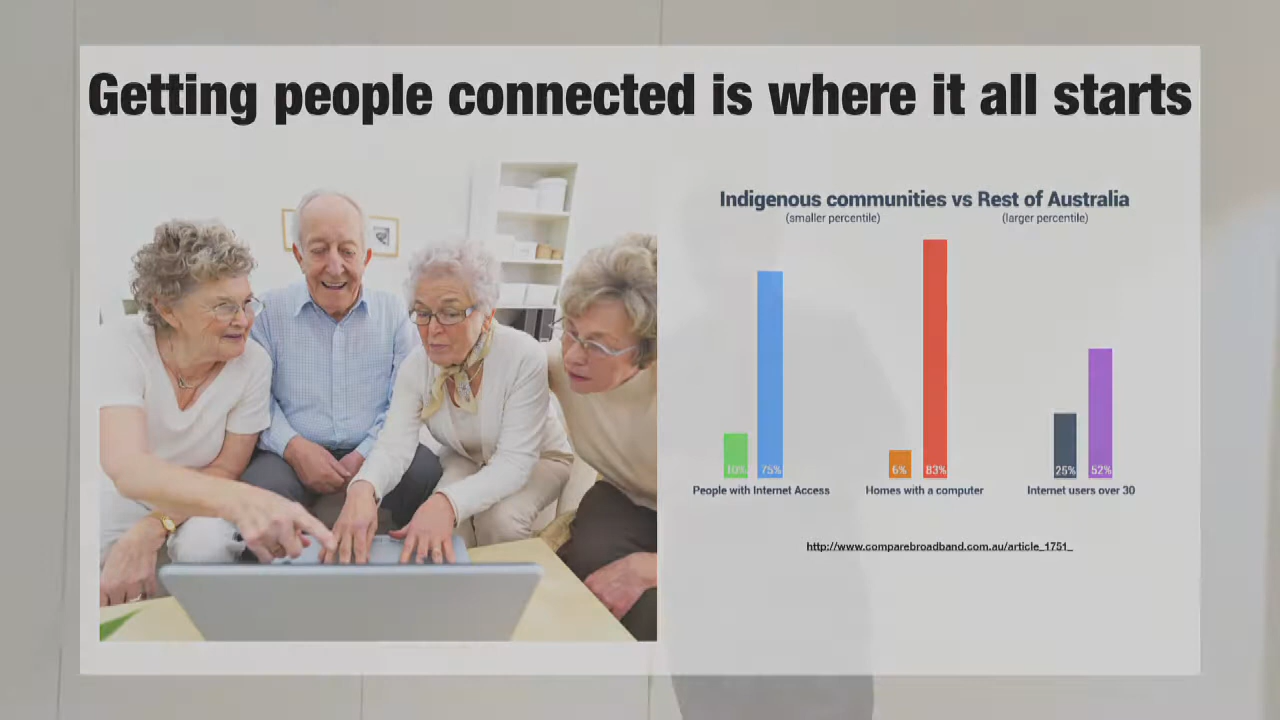 Getting people connected is where it all starts
Indigenous communities vs Rest of Australia
(smaller percentile) (larger percentile)
10% 75% 6% 83% 25% 52%
People with Internet Access Homes with a computer Internet users over 30
http://www.comparebroadband.com.au/article_1751_